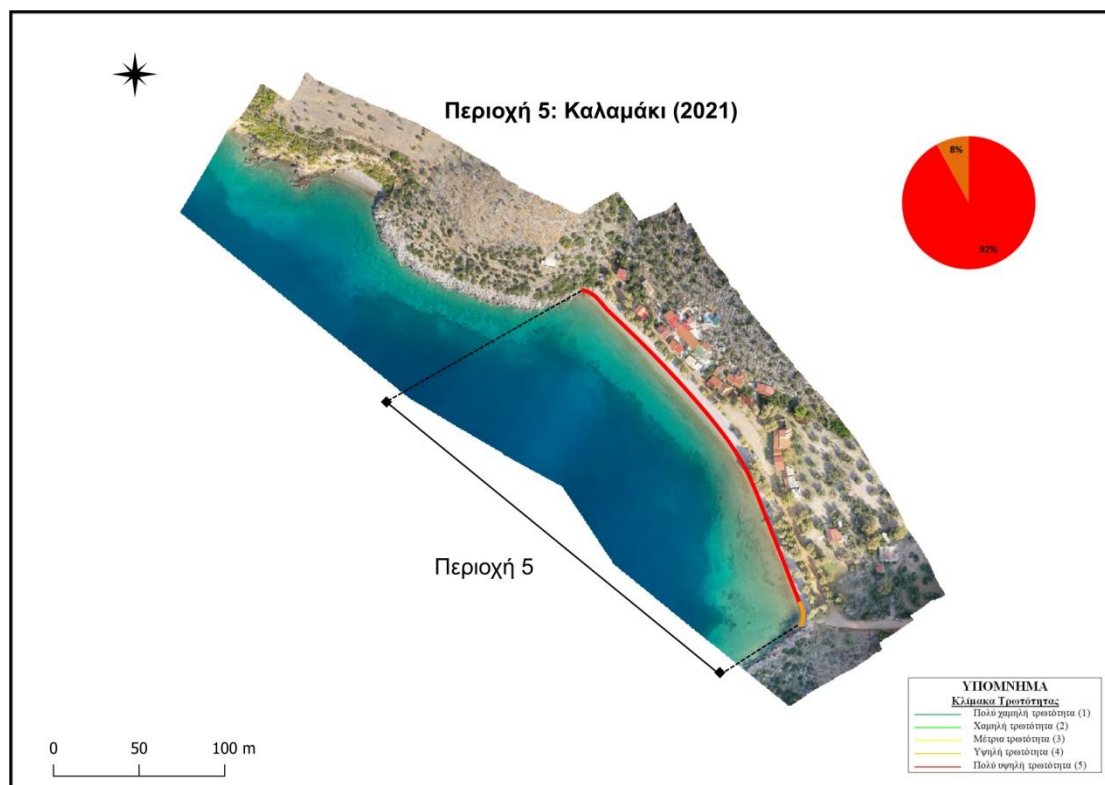 Περιοχή 5: Καλαμάκι (2021)
8%
92%
Περιοχή 5
0 50 100 m
ΥΠΟΜΝΗΜΑ
Κλίμακα Τρωτότητας
Πολύ χαμηλή τρωτότητα (1)
Χαμηλή τρωτότητα (2)
Μέτρια τρωτότητα (3)
Υψηλή τρωτότητα (4)
Πολύ υψηλή τρωτότητα (5)